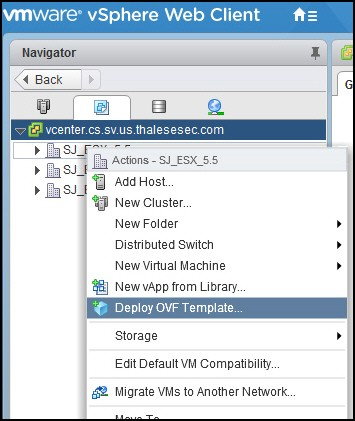 vmware® vSphere Web Client
Navigator
Back
G
vcenter.cs.sv.us.thalesesec.com
SJ_ESX_5.5
SJ_E
SJ_E
Actions - SJ_ESX_5.5
Add Host...
New Cluster...
New Folder
Distributed Switch
New Virtual Machine
New vApp from Library...
Deploy OVF Template...
Storage
Edit Default VM Compatibility...
Migrate VMs to Another Network...
Move To...